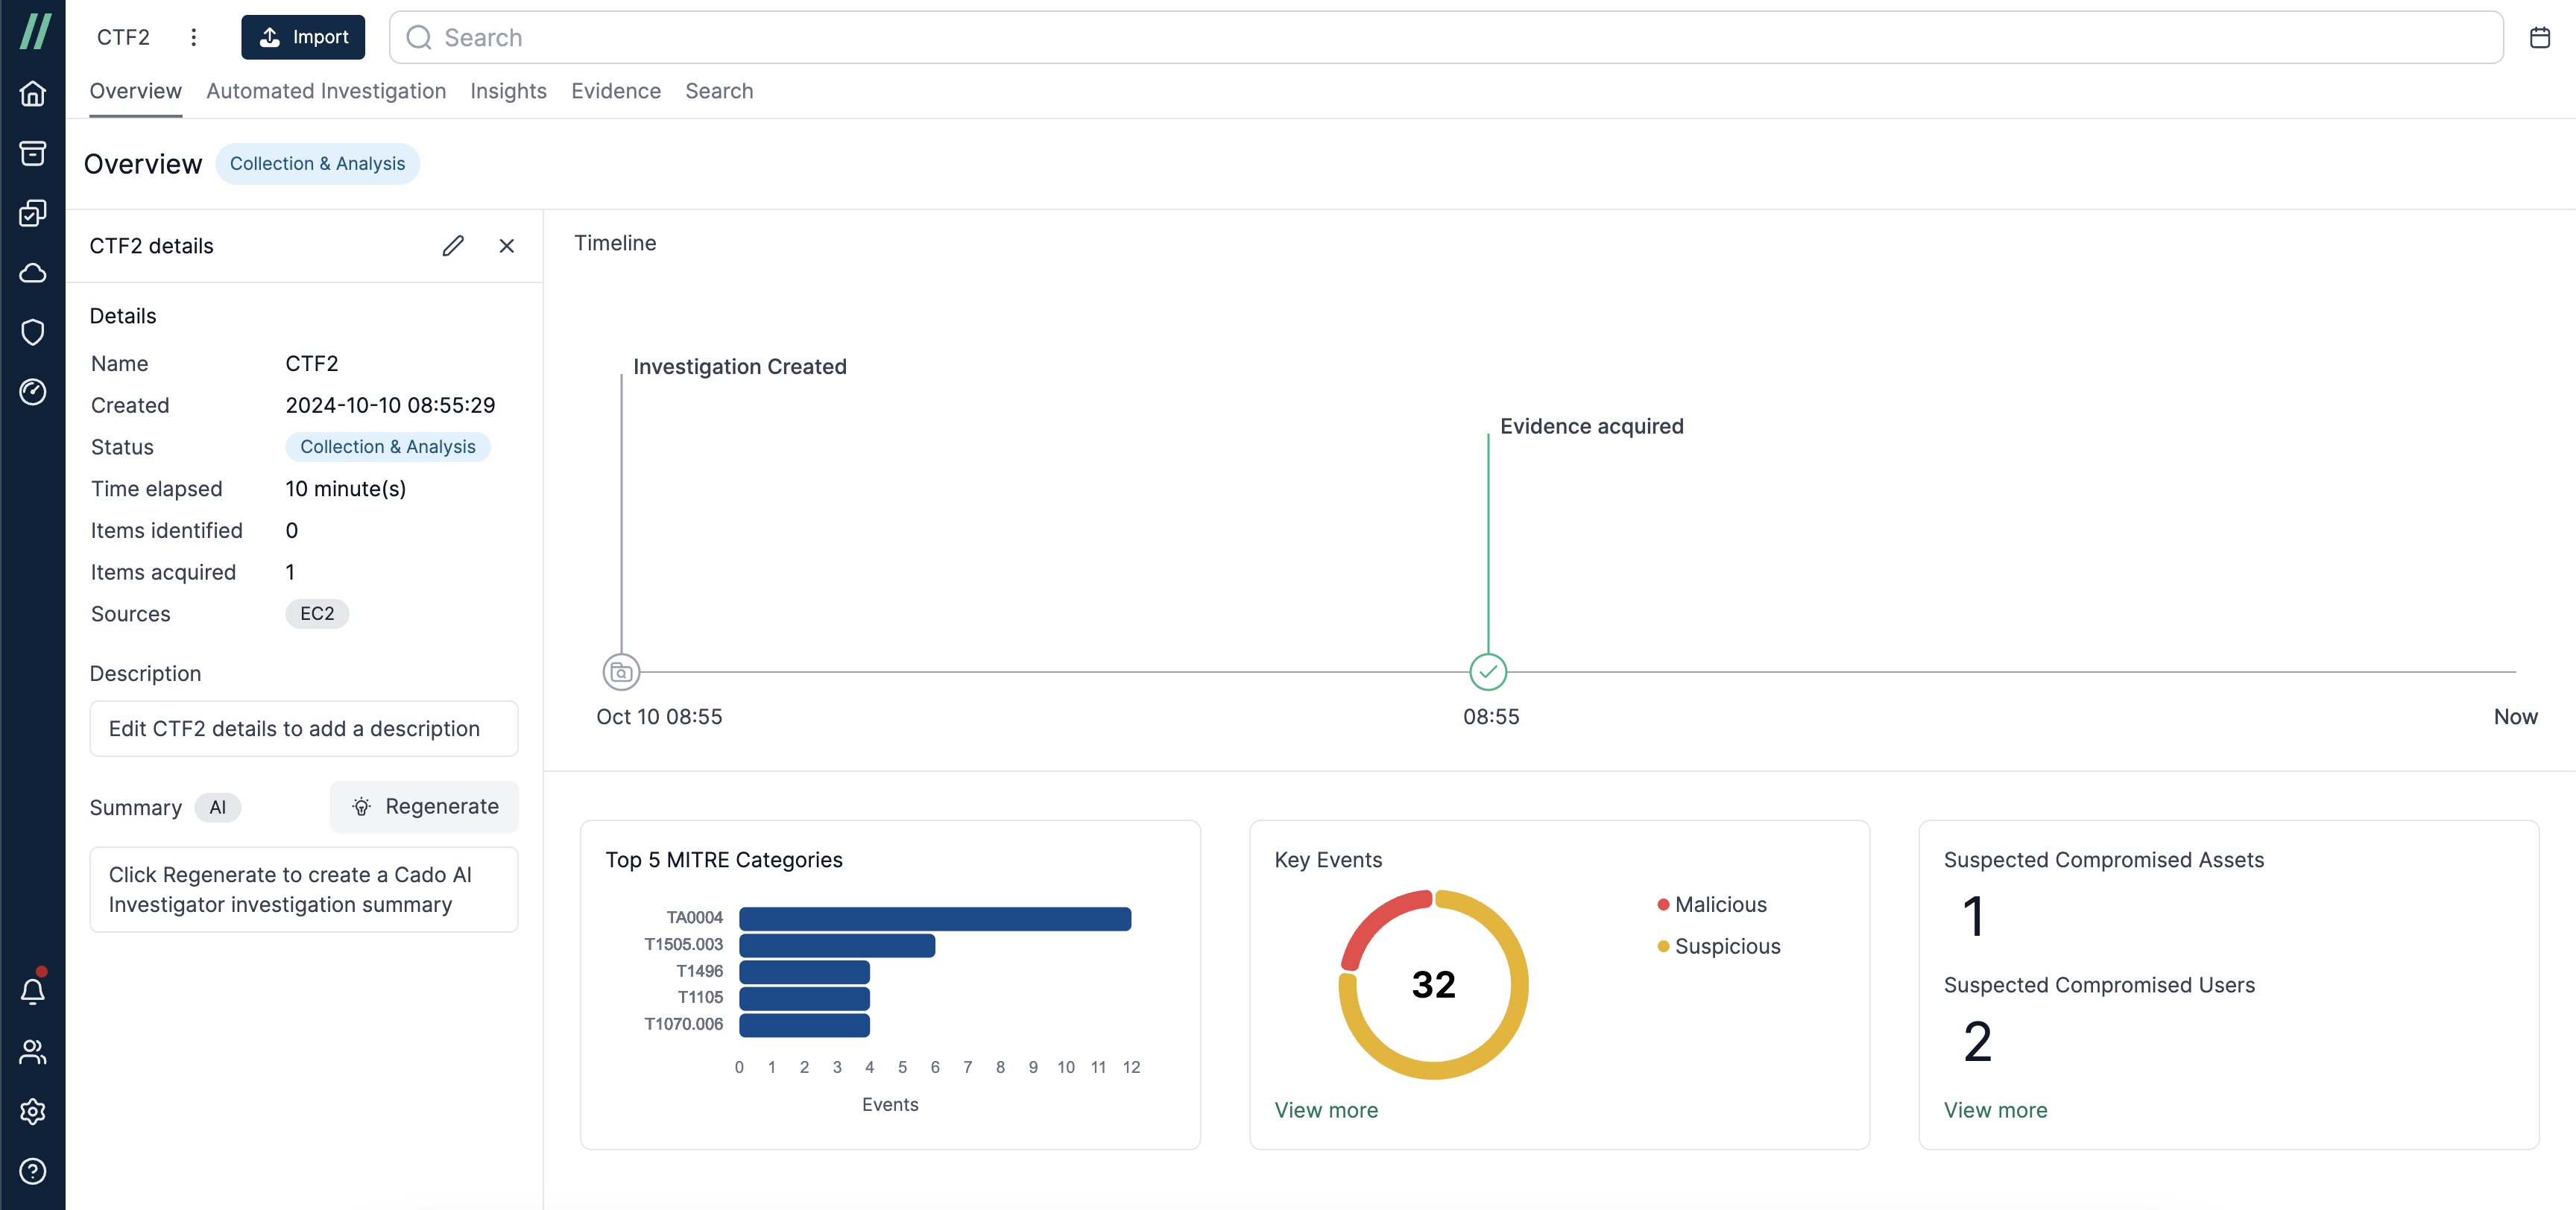 CTF2
Import
Search
Overview
Automated Investigation
Insights
Evidence
Search
Overview
Collection & Analysis
CTF2 details
Details
Name CTF2
Created 2024-10-10 08:55:29
Status Collection & Analysis
Time elapsed 10 minute(s)
Items identified 0
Items acquired 1
Sources EC2
Description
Edit CTF2 details to add a description
Summary AI
Regenerate
Click Regenerate to create a Cado AI
Investigator investigation summary
Timeline
Investigation Created
Evidence acquired
Oct 10 08:55
08:55
Now
Top 5 MITRE Categories
TA0004
T1505.003
T1496
T1105
T1070.006
0 1 2 3 4 5 6 7 8 9 10 11 12
Events
Key Events
32
Malicious
Suspicious
View more
Suspected Compromised Assets
1
Suspected Compromised Users
2
View more